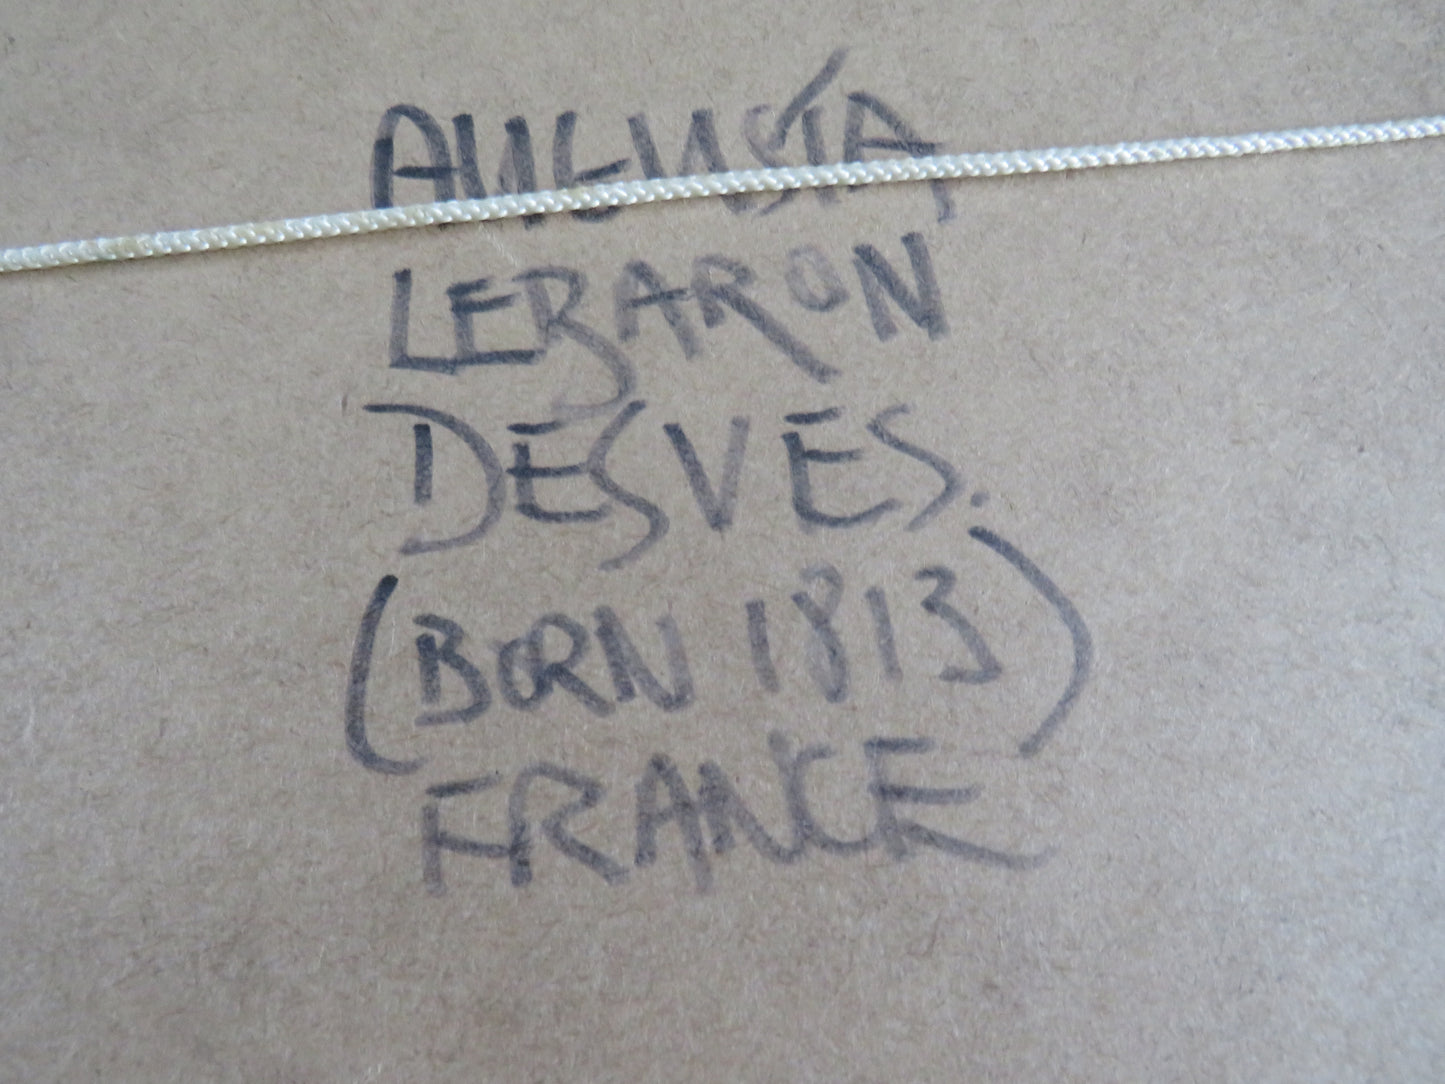 AUGUSTA
LEBARON
DESVES.
(BORN 1813)
FRANCE